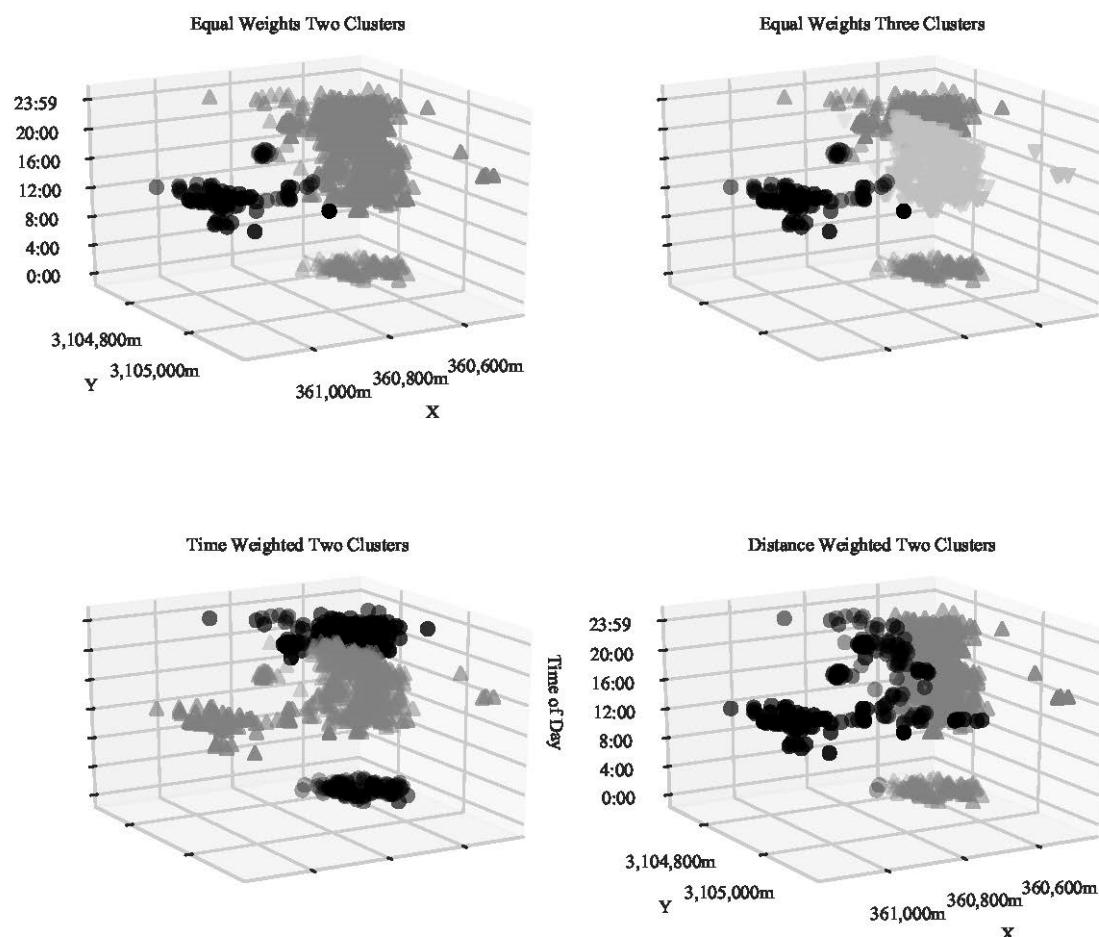 Equal Weights Two Clusters
Equal Weights Three Clusters
23:59
20:00
16:00
12:00
8:00
4:00
0:00
3,104,800m
3,105,000m
Y
361,000m
360,800m
360,600m
X
Time Weighted Two Clusters
Distance Weighted Two Clusters
Time of Day
23:59
20:00
16:00
12:00
8:00
4:00
0:00
3,104,800m
3,105,000m
Y
361,000m
360,800m
360,600m
X